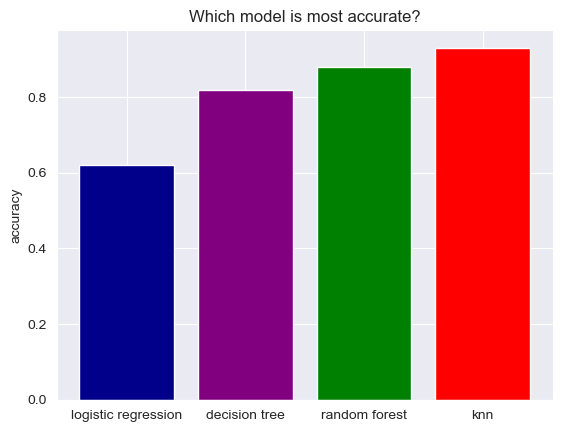 Which model is most accurate?
accuracy
0.8
0.6
0.4
0.2
0.0
logistic regression
decision tree
random forest
knn